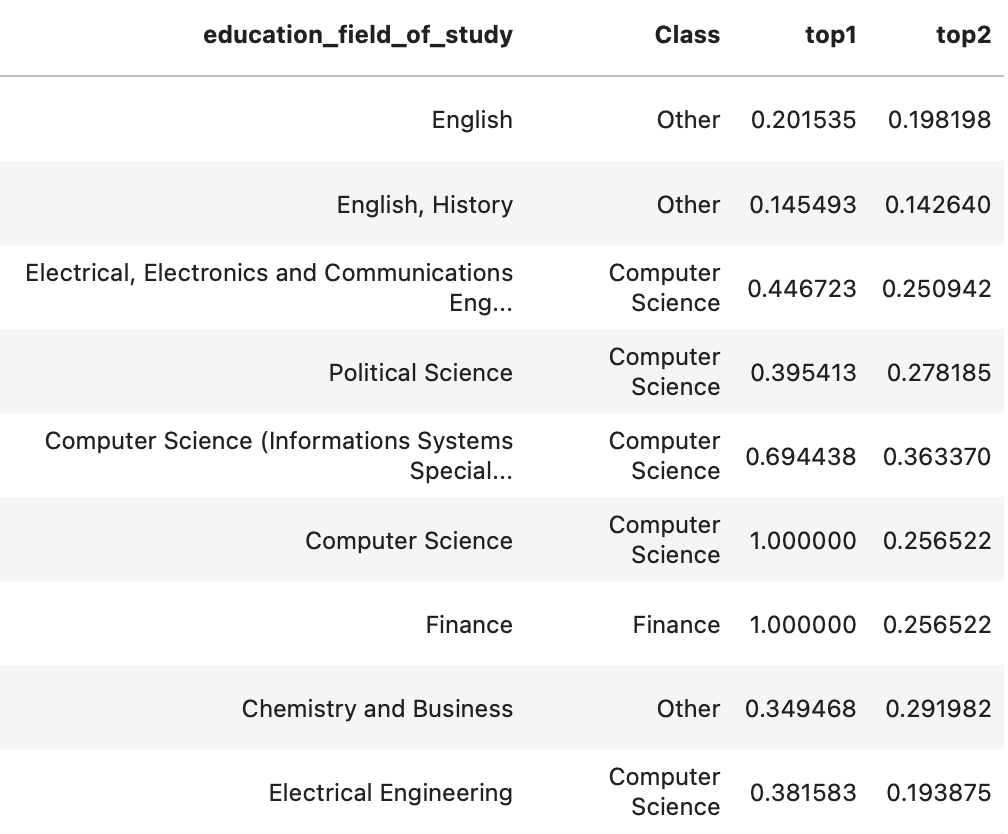 education_field_of_study Class top1 top2
English Other 0.201535 0.198198
English, History Other 0.145493 0.142640
Electrical, Electronics and Communications Eng... Computer Science 0.446723 0.250942
Political Science Computer Science 0.395413 0.278185
Computer Science (Informations Systems Special... Computer Science 0.694438 0.363370
Computer Science Computer Science 1.000000 0.256522
Finance Finance 1.000000 0.256522
Chemistry and Business Other 0.349468 0.291982
Electrical Engineering Computer Science 0.381583 0.193875